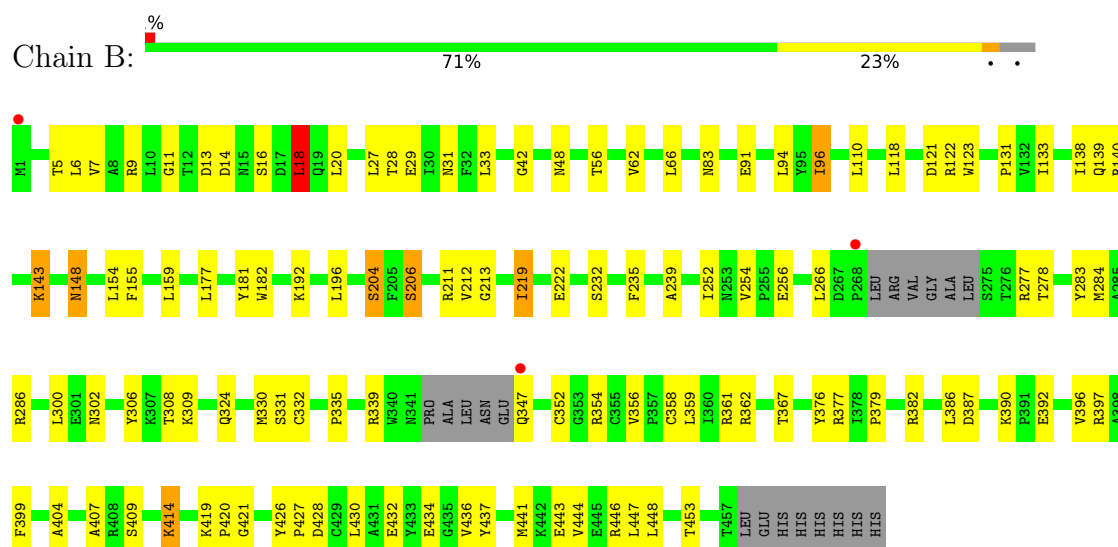 .%
Chain B:
71% 23% • •
M1 T5 L6 V7 A8 R9 L10 G11 T12 D13 D14 N15 S16 D17 L18 Q19 L20 L27 T28 E29 I30 N31 F32 L33 G42 N48 T56 V62 L66 N83 E91 L94 Y95 I96 L110 L118 D121 R122 W123 P131 V132 I133 I138 Q139 R140
K143 N148 L154 F155 L159 L177 Y181 W182 K192 L196 S204 F205 S206 R211 V212 G213 I219 E222 S232 F235 A239 I252 N253 V254 P255 E256 L266 D267 P268 LEU ARG VAL GLY ALA LEU S275 T276 R277 T278 Y283 M284 A285
R286 L300 E301 N302 Y306 K307 T308 K309 Q324 M330 S331 C332 P335 R339 W340 N341 PRO ALA LEU ASN GLU Q347 C352 G353 R354 C355 V356 P357 C358 L359 I360 R361 R362 T367 Y376 R377 I378 P379 R382 L386 D387 K390 P391 E392 V396 R397 A398
F399 A404 A407 R408 S409 K414 K419 P420 G421 Y426 P427 D428 C429 L430 A431 E432 Y433 E434 G435 V436 Y437 M441 K442 E443 V444 E445 R446 L447 L448 T453 T457 LEU GLU HIS HIS HIS HIS HIS HIS